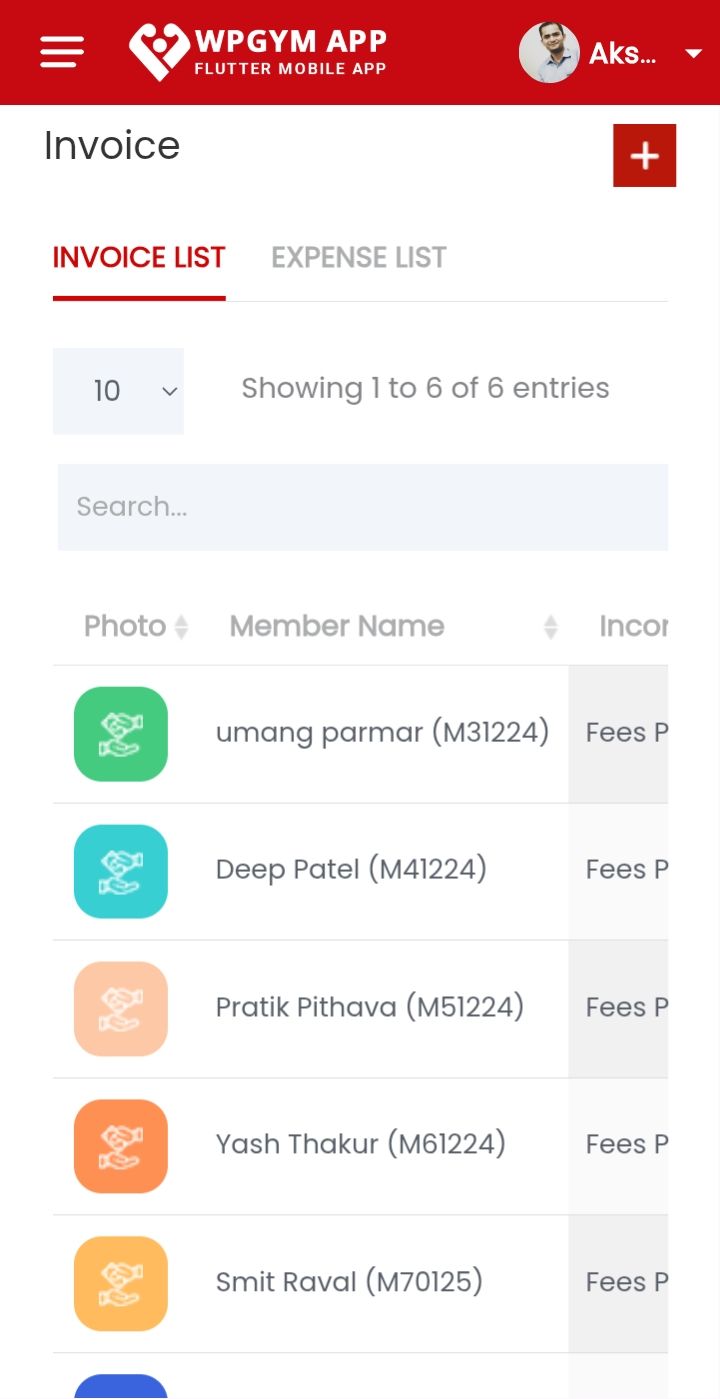 WPGYM APP
FLUTTER MOBILE APP
Aks...
Invoice
+
INVOICE LIST EXPENSE LIST
10 Showing 1 to 6 of 6 entries
Search...
Photo Member Name Incor
umang parmar (M31224) Fees P
Deep Patel (M41224) Fees P
Pratik Pithava (M51224) Fees P
Yash Thakur (M61224) Fees P
Smit Raval (M70125) Fees P